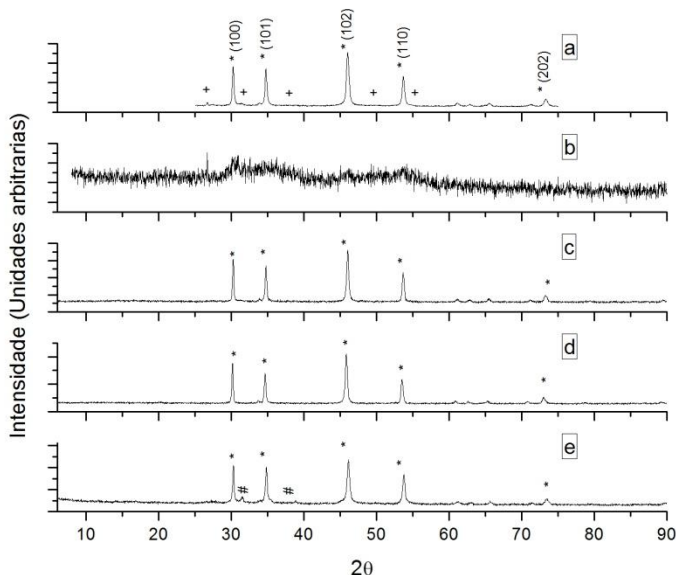 * (100)
* (101)
* (102)
* (110)
* (202)
a
+ + + + +
b
c
* * * * *
d
* * * * *
e
* * * * *
# #
10 20 30 40 50 60 70 80 90
2θ
Intensidade (Unidades arbitrarias)